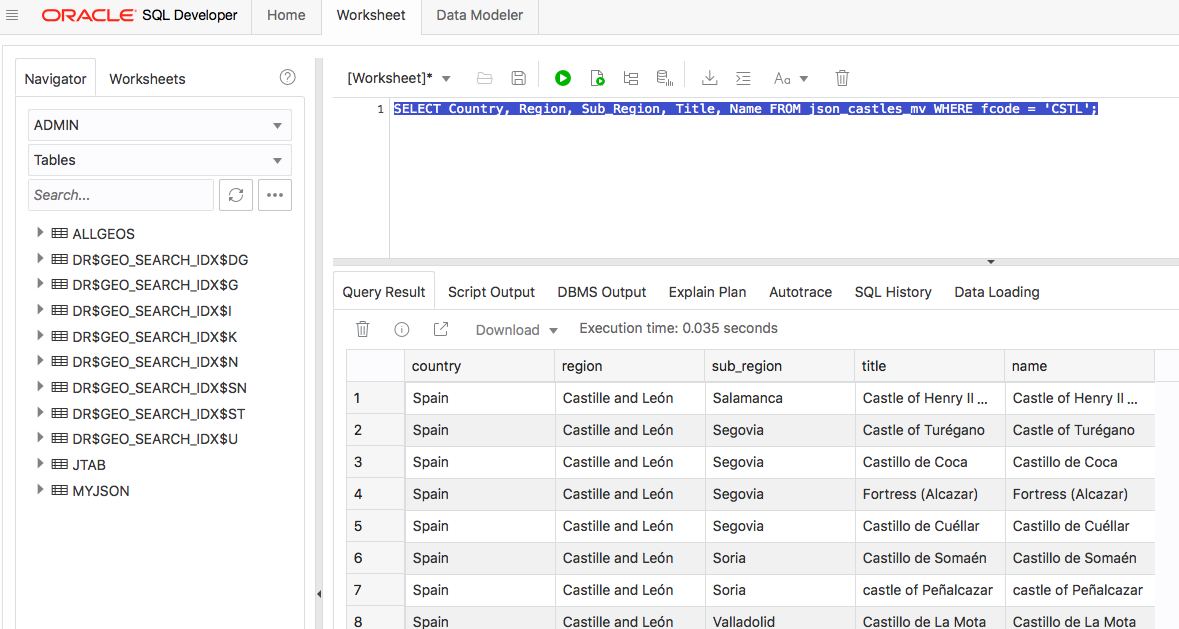 ORACLE SQL Developer Home Worksheet Data Modeler
Navigator Worksheets
[Worksheet]* Aa
ADMIN
Tables
Search...
ALLGEOS
DR$GEO_SEARCH_IDX$DG
DR$GEO_SEARCH_IDX$G
DR$GEO_SEARCH_IDX$I
DR$GEO_SEARCH_IDX$K
DR$GEO_SEARCH_IDX$N
DR$GEO_SEARCH_IDX$SN
DR$GEO_SEARCH_IDX$ST
DR$GEO_SEARCH_IDX$U
JTAB
MYJSON
1 SELECT Country, Region, Sub_Region, Title, Name FROM json_castles_mv WHERE fcode = 'CSTL';
Query Result Script Output DBMS Output Explain Plan Autotrace SQL History Data Loading
Download Execution time: 0.035 seconds
country region sub_region title name
1 Spain Castille and León Salamanca Castle of Henry II ... Castle of Henry II ...
2 Spain Castille and León Segovia Castle of Turégano Castle of Turégano
3 Spain Castille and León Segovia Castillo de Coca Castillo de Coca
4 Spain Castille and León Segovia Fortress (Alcazar) Fortress (Alcazar)
5 Spain Castille and León Segovia Castillo de Cuéllar Castillo de Cuéllar
6 Spain Castille and León Soria Castillo de Somaén Castillo de Somaén
7 Spain Castille and León Soria castle of Peñalcazar castle of Peñalcazar
8 Spain Castille and León Valladolid Castillo de La Mota Castillo de La Mota